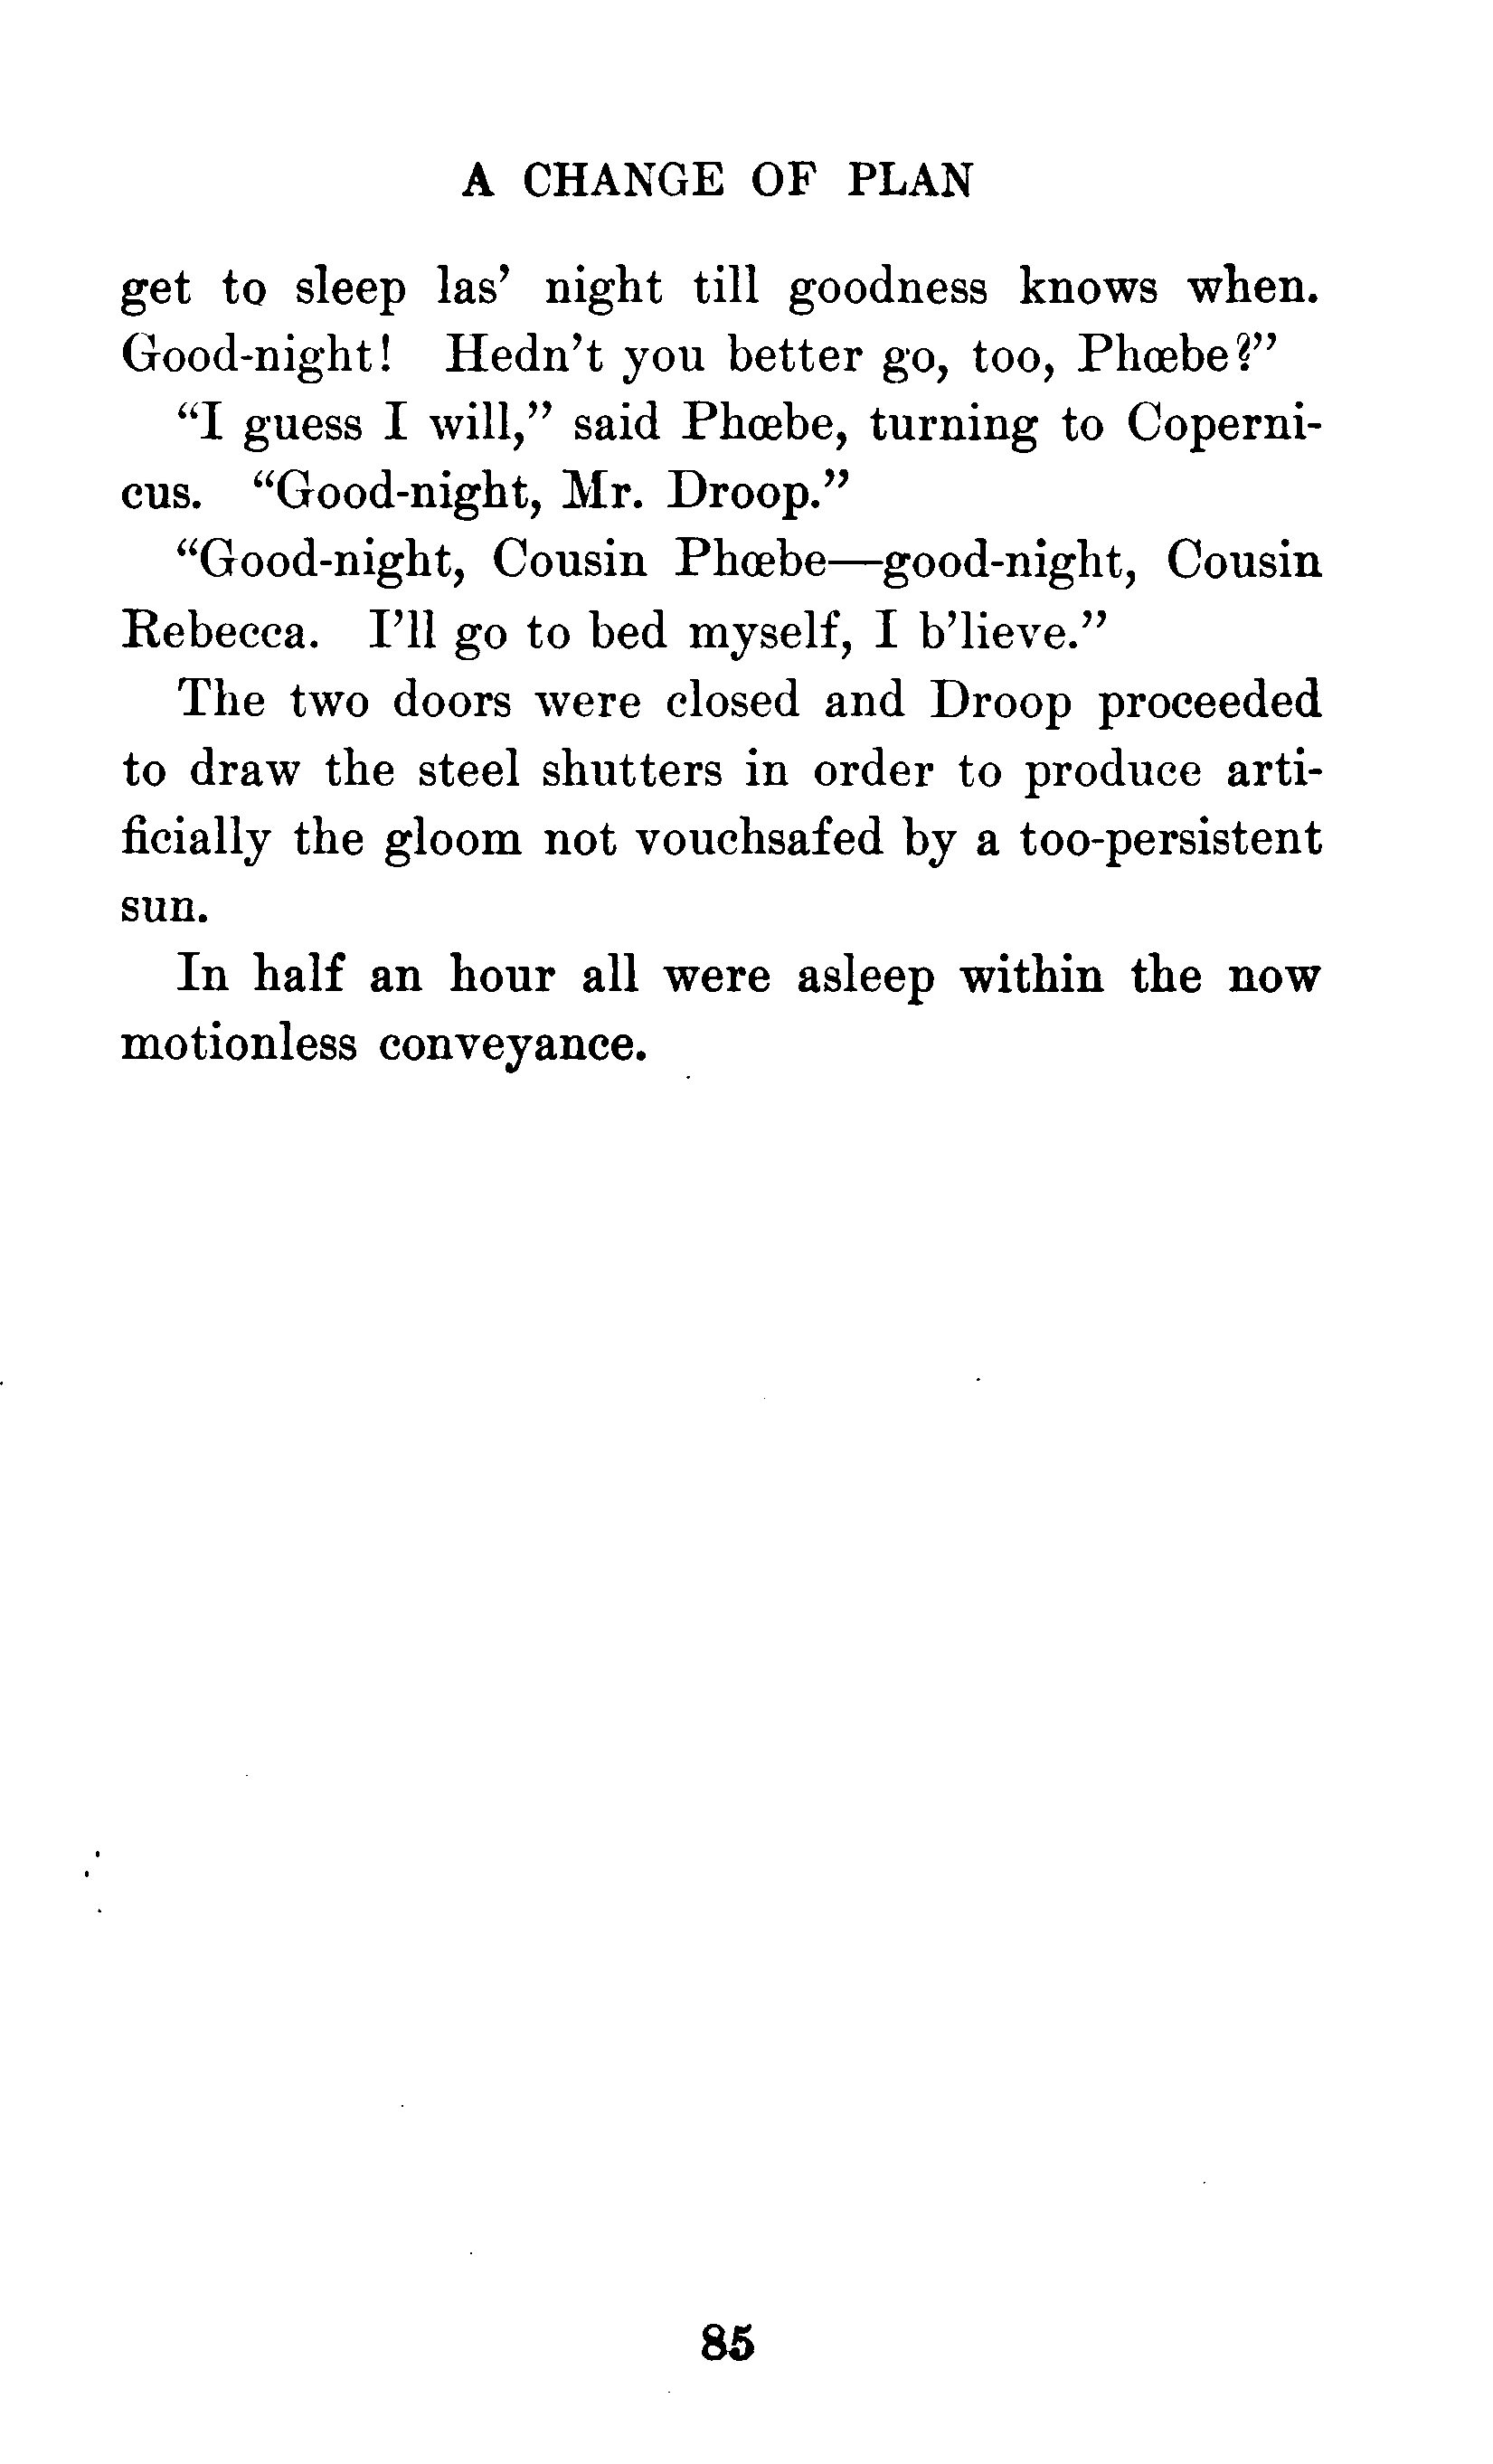 A CHANGE OF PLAN
get to sleep las’ night till goodness knows when.
Good-night! Hedn’t you better go, too, Phœbe?”
“I guess I will,” said Phœbe, turning to Coperni-
cus. “Good-night, Mr. Droop.”
“Good-night, Cousin Phœbe—good-night, Cousin
Rebecca. I’ll go to bed myself, I b’lieve.”
The two doors were closed and Droop proceeded
to draw the steel shutters in order to produce arti-
ficially the gloom not vouchsafed by a too-persistent
sun.
In half an hour all were asleep within the now
motionless conveyance.
85